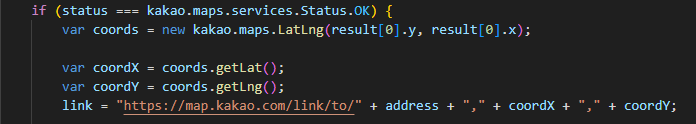 if (status === kakao.maps.services.Status.OK) {
var coords = new kakao.maps.LatLng(result[0].y, result[0].x);
var coordX = coords.getLat();
var coordY = coords.getLng();
link = "https://map.kakao.com/link/to/" + address + "," + coordX + "," + coordY;